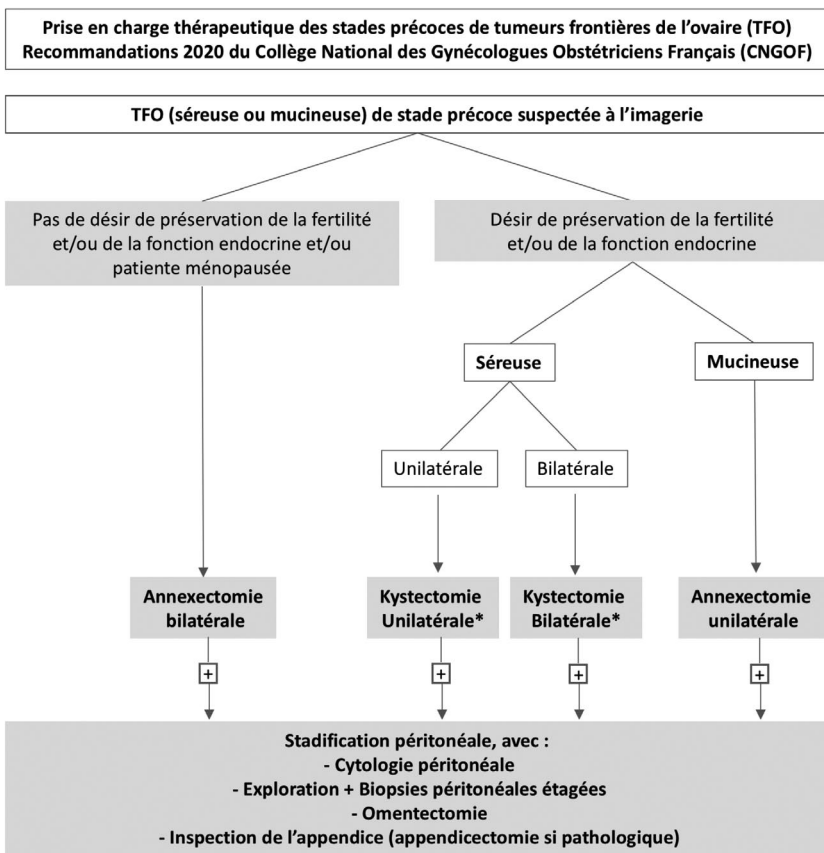 Prise en charge thérapeutique des stades précoces de tumeurs frontières de l’ovaire (TFO)
Recommandations 2020 du Collège National des Gynécologues Obstétriciens Français (CNGOF)
TFO (séreuse ou mucineuse) de stade précoce suspectée à l’imagerie
Pas de désir de préservation de la fertilité
et/ou de la fonction endocrine et/ou
patiente ménopausée
Désir de préservation de la fertilité
et/ou de la fonction endocrine
Séreuse
Mucineuse
Unilatérale
Bilatérale
Annexectomie
bilatérale
Kystectomie
Unilatérale*
Kystectomie
Bilatérale*
Annexectomie
unilatérale
+
+
+
+
Stadification péritonéale, avec :
- Cytologie péritonéale
- Exploration + Biopsies péritonéales étagées
- Omentectomie
- Inspection de l’appendice (appendicectomie si pathologique)